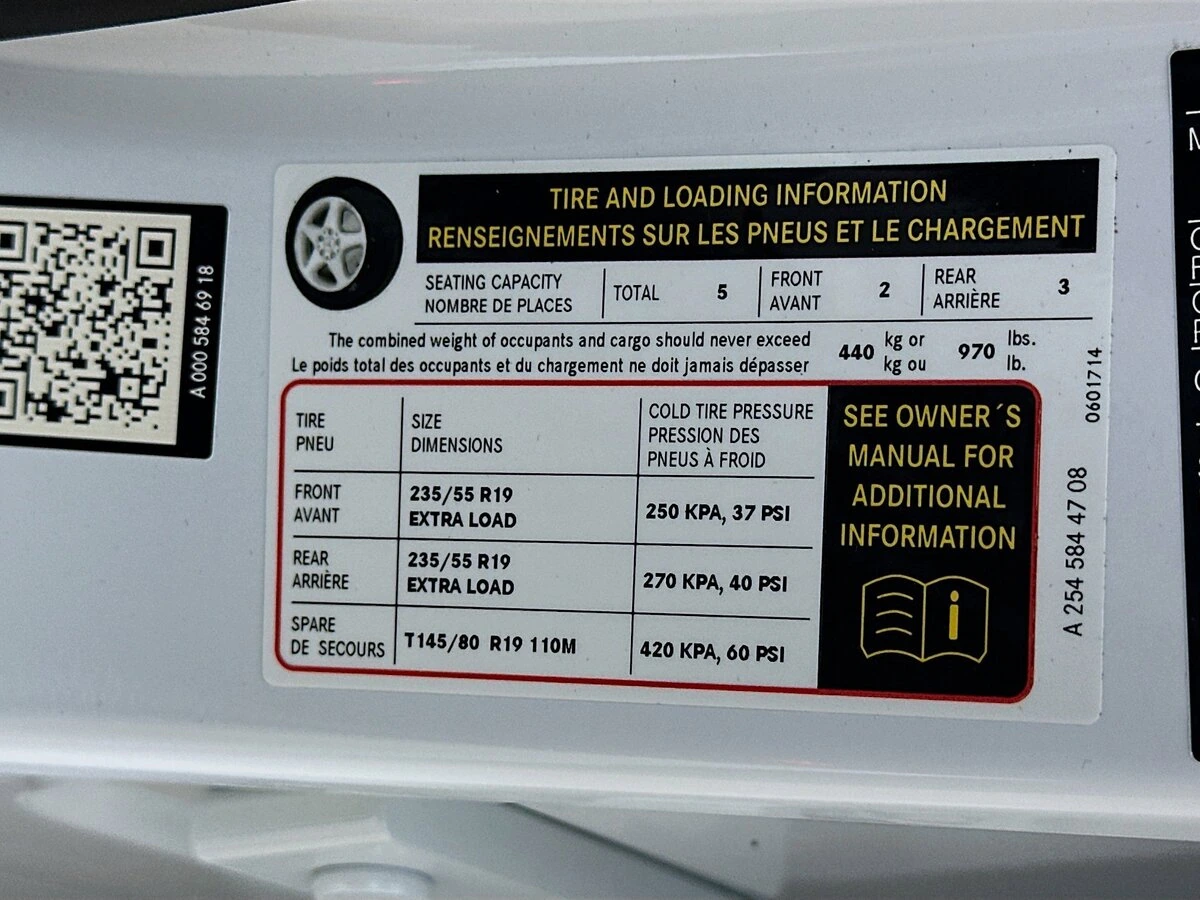 A 000 584 69 18
TIRE AND LOADING INFORMATION
RENSEIGNEMENTS SUR LES PNEUS ET LE CHARGEMENT
SEATING CAPACITY
NOMBRE DE PLACES
TOTAL 5
FRONT
AVANT
2
REAR
ARRIÈRE
3
The combined weight of occupants and cargo should never exceed
Le poids total des occupants et du chargement ne doit jamais dépasser
440
kg or
kg ou
970
lbs.
lb.
0601714
TIRE
PNEU
SIZE
DIMENSIONS
COLD TIRE PRESSURE
PRESSION DES
PNEUS À FROID
FRONT
AVANT
235/55 R19
EXTRA LOAD
250 KPA, 37 PSI
REAR
ARRIÈRE
235/55 R19
EXTRA LOAD
270 KPA, 40 PSI
SPARE
DE SECOURS
T145/80 R19 110M
420 KPA, 60 PSI
SEE OWNER´S
MANUAL FOR
ADDITIONAL
INFORMATION
i
A 254 584 47 08